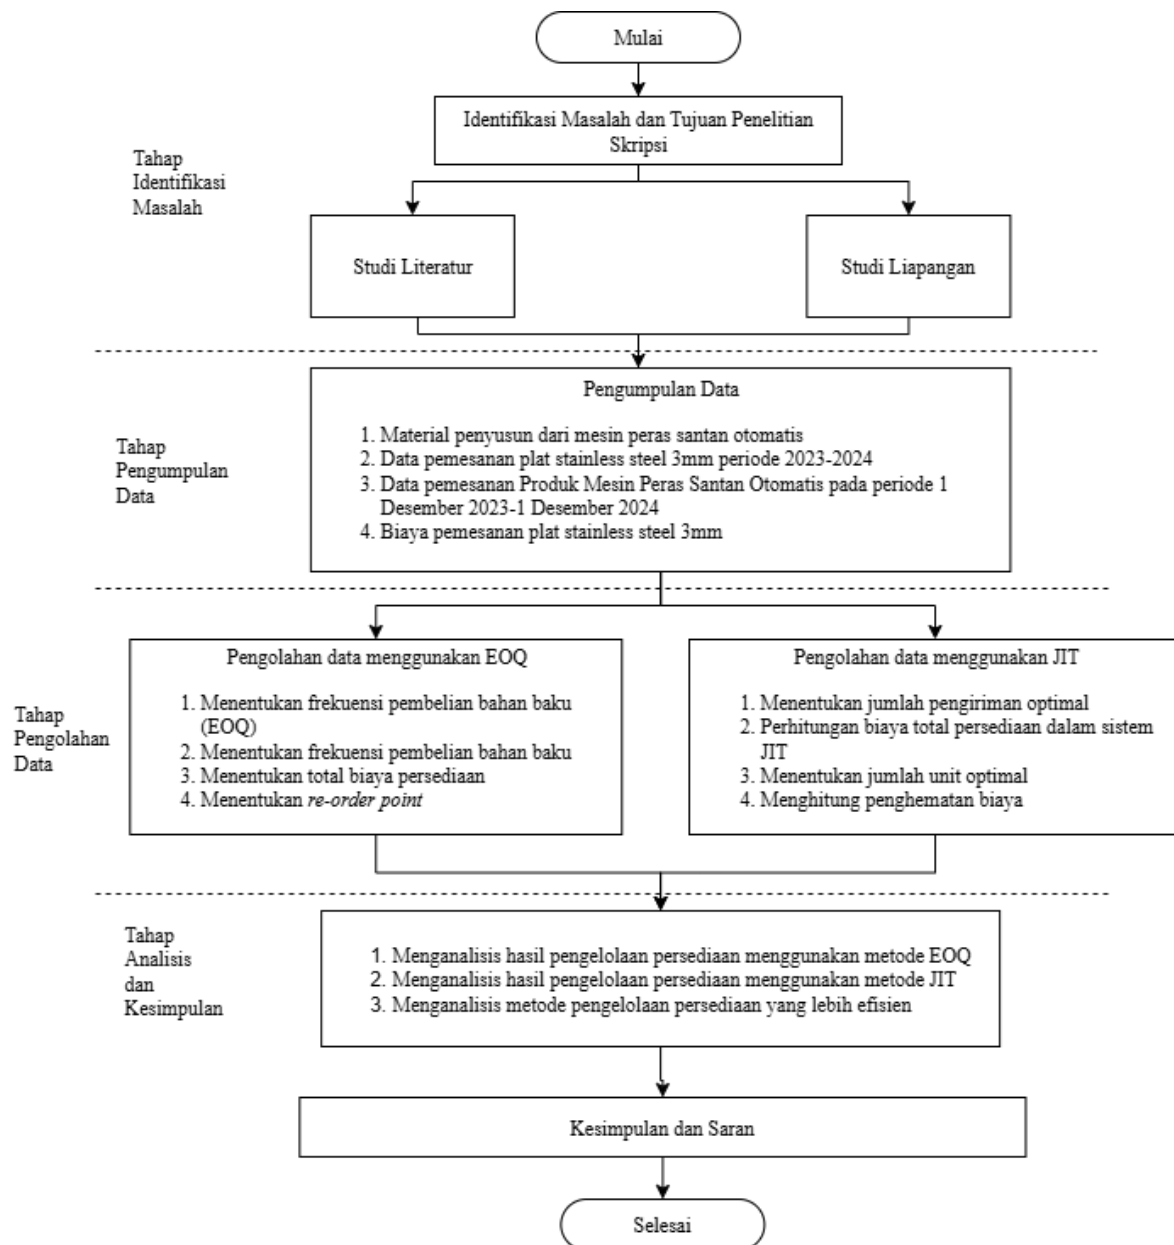 Mulai
Identifikasi Masalah dan Tujuan Penelitian
Skripsi
Tahap
Identifikasi
Masalah
Studi Literatur
Studi Liapangan
Tahap
Pengumpulan
Data
Pengumpulan Data
1. Material penyusun dari mesin peras santan otomatis
2. Data pemesanan plat stainless steel 3mm periode 2023-2024
3. Data pemesanan Produk Mesin Peras Santan Otomatis pada periode 1
Desember 2023-1 Desember 2024
4. Biaya pemesanan plat stainless steel 3mm
Tahap
Pengolahan
Data
Pengolahan data menggunakan EOQ
1. Menentukan frekuensi pembelian bahan baku
(EOQ)
2. Menentukan frekuensi pembelian bahan baku
3. Menentukan total biaya persediaan
4. Menentukan re-order point
Pengolahan data menggunakan JIT
1. Menentukan jumlah pengiriman optimal
2. Perhitungan biaya total persediaan dalam sistem
JIT
3. Menentukan jumlah unit optimal
4. Menghitung penghematan biaya
Tahap
Analisis
dan
Kesimpulan
1. Menganalisis hasil pengelolaan persediaan menggunakan metode EOQ
2. Menganalisis hasil pengelolaan persediaan menggunakan metode JIT
3. Menganalisis metode pengelolaan persediaan yang lebih efisien
Kesimpulan dan Saran
Selesai